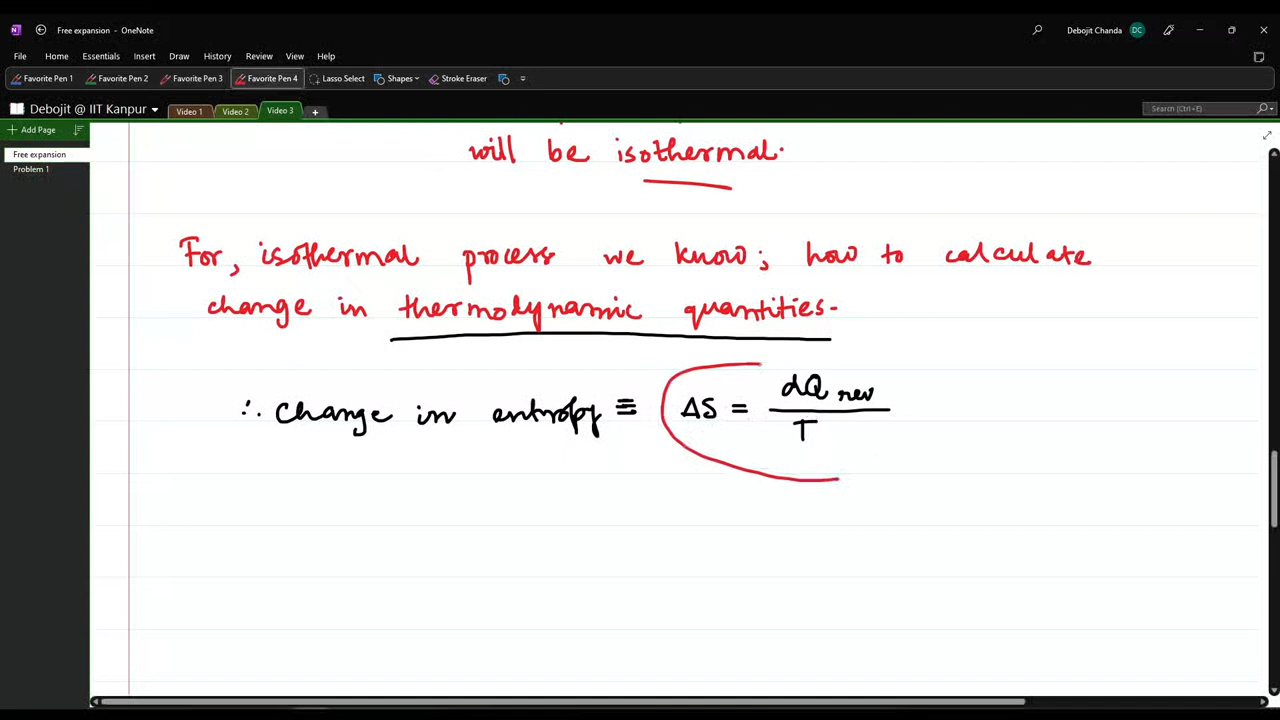 Free expansion - OneNote
Debojit Chanda DC
File Home Essentials Insert Draw History Review View Help
Favorite Pen 1 Favorite Pen 2 Favorite Pen 3 Favorite Pen 4 Lasso Select Shapes Stroke Eraser
Debojit @ IIT Kanpur Video 1 Video 2 Video 3 + Search (Ctrl+E)
+ Add Page
Free expansion
Problem 1
will be isothermal.
For, isothermal process we know; how to calculate
change in thermodynamic quantities.
∴ change in entropy ≡ ΔS = dQ rev / T